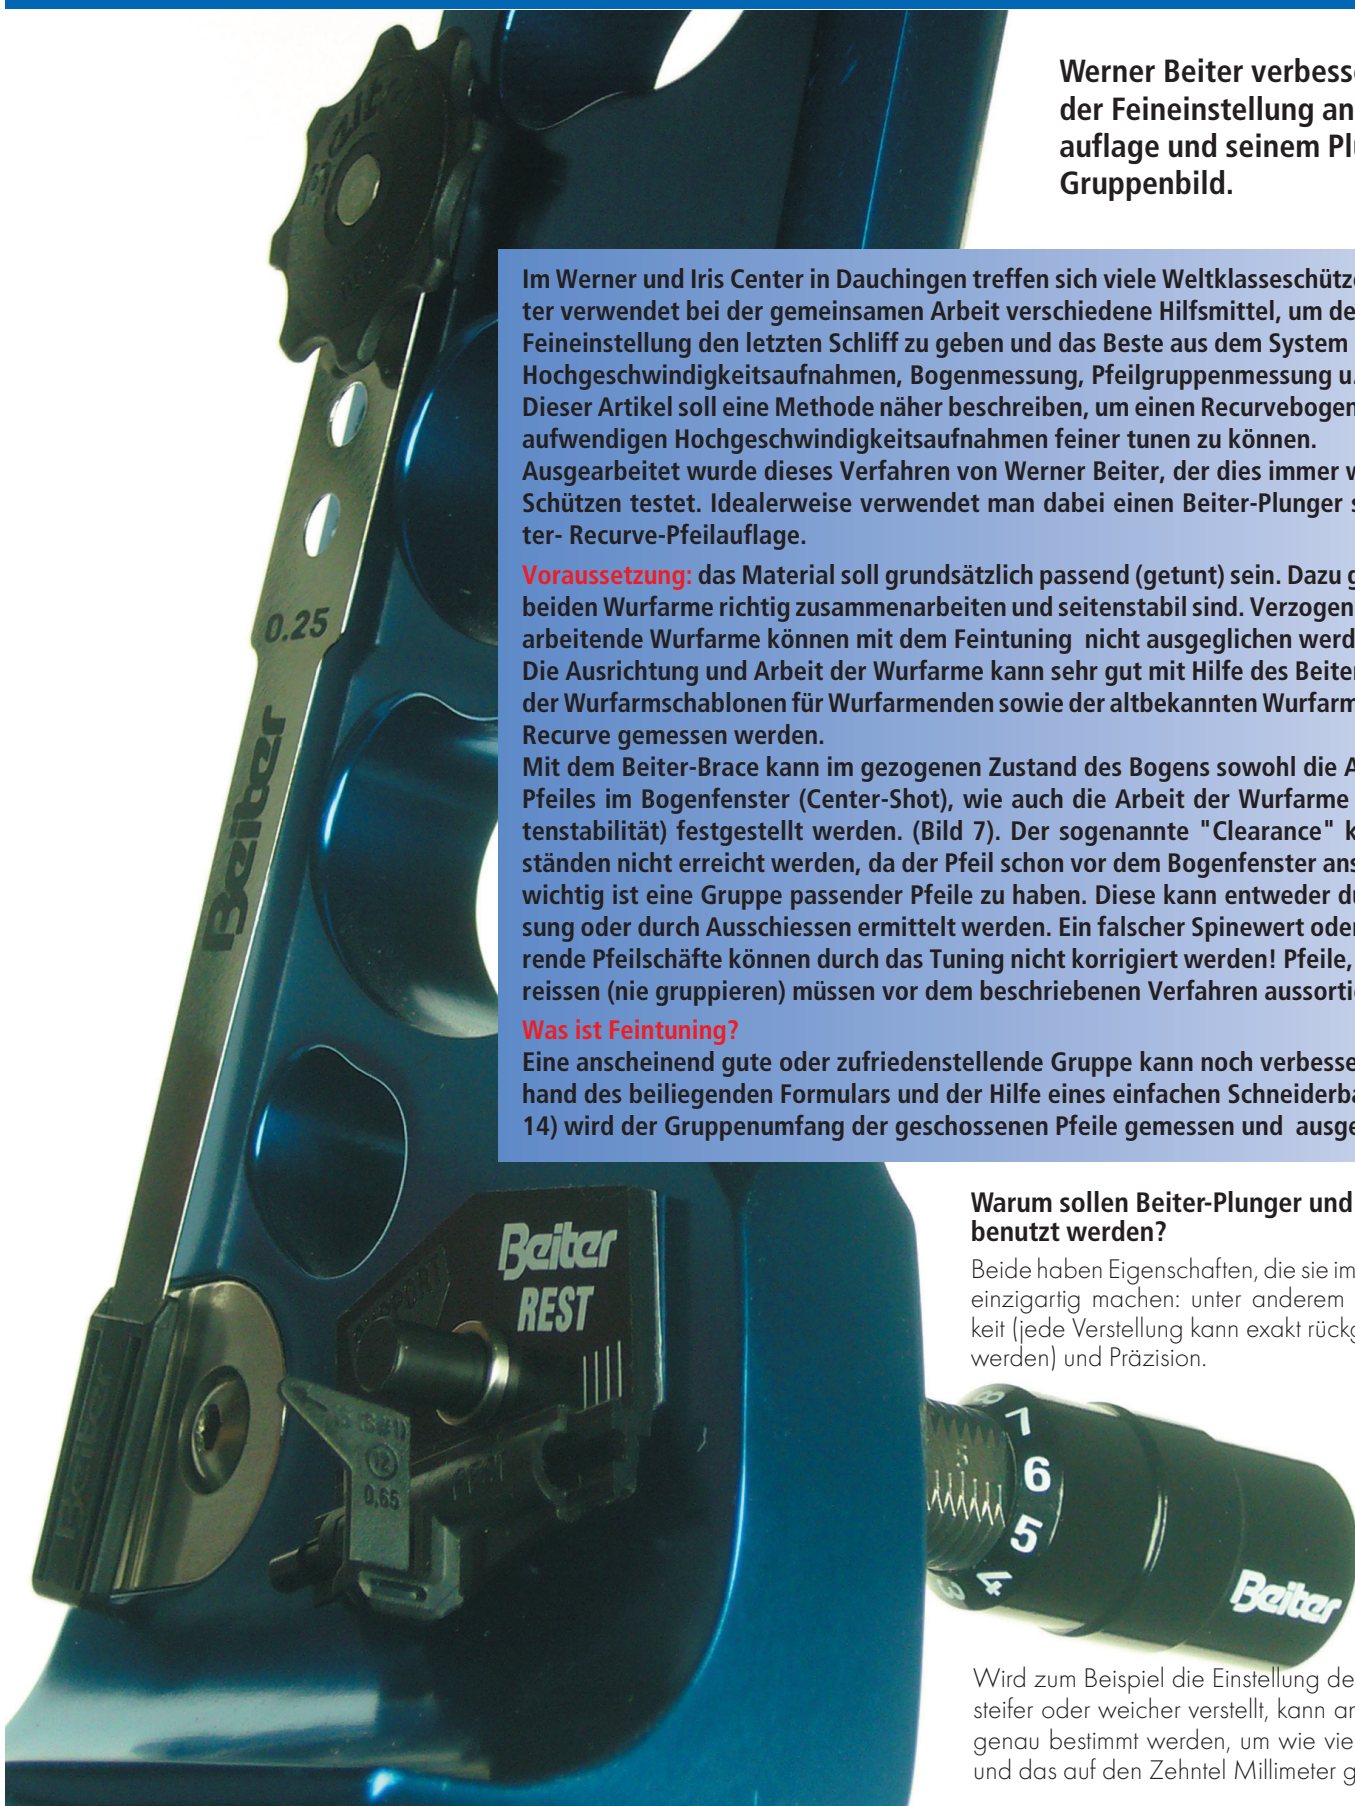 Werner Beiter verbess
der Feineinstellung an
auflage und seinem Pl
Gruppenbild.
Im Werner und Iris Center in Dauchingen treffen sich viele Weltklasseschütz
ter verwendet bei der gemeinsamen Arbeit verschiedene Hilfsmittel, um de
Feineinstellung den letzten Schliff zu geben und das Beste aus dem System
Hochgeschwindigkeitsaufnahmen, Bogenmessung, Pfeilgruppenmessung u.
Dieser Artikel soll eine Methode näher beschreiben, um einen Recurvebogen
aufwendigen Hochgeschwindigkeitsaufnahmen feiner tunen zu können.
Ausgearbeitet wurde dieses Verfahren von Werner Beiter, der dies immer w
Schützen testet. Idealerweise verwendet man dabei einen Beiter-Plunger s
ter- Recurve-Pfeilauflage.
Voraussetzung: das Material soll grundsätzlich passend (getunt) sein. Dazu g
beiden Wurfarme richtig zusammenarbeiten und seitenstabil sind. Verzogen
arbeitende Wurfarme können mit dem Feintuning nicht ausgeglichen werd
Die Ausrichtung und Arbeit der Wurfarme kann sehr gut mit Hilfe des Beiter
der Wurfarmschablonen für Wurfarmenden sowie der altbekannten Wurfarm
Recurve gemessen werden.
Mit dem Beiter-Brace kann im gezogenen Zustand des Bogens sowohl die A
Pfeiles im Bogenfenster (Center-Shot), wie auch die Arbeit der Wurfarme
tenstabilität) festgestellt werden. (Bild 7). Der sogenannte "Clearance" k
ständen nicht erreicht werden, da der Pfeil schon vor dem Bogenfenster ans
wichtig ist eine Gruppe passender Pfeile zu haben. Diese kann entweder du
sung oder durch Ausschiessen ermittelt werden. Ein falscher Spinewert oder
rende Pfeilschäfte können durch das Tuning nicht korrigiert werden! Pfeile,
reissen (nie gruppieren) müssen vor dem beschriebenen Verfahren aussorti
Was ist Feintuning?
Eine anscheinend gute oder zufriedenstellende Gruppe kann noch verbesse
hand des beiliegenden Formulars und der Hilfe eines einfachen Schneiderba
14) wird der Gruppenumfang der geschossenen Pfeile gemessen und ausge
0.25
Beiter
Beiter
REST
Beiter
12
0.65
Warum sollen Beiter-Plunger und
benutzt werden?
Beide haben Eigenschaften, die sie im
einzigartig machen: unter anderem
keit (jede Verstellung kann exakt rückg
werden) und Präzision.
8
7
5
6
5
4
3
Beiter
Wird zum Beispiel die Einstellung de
steifer oder weicher verstellt, kann an
genau bestimmt werden, um wie vie
und das auf den Zehntel Millimeter g